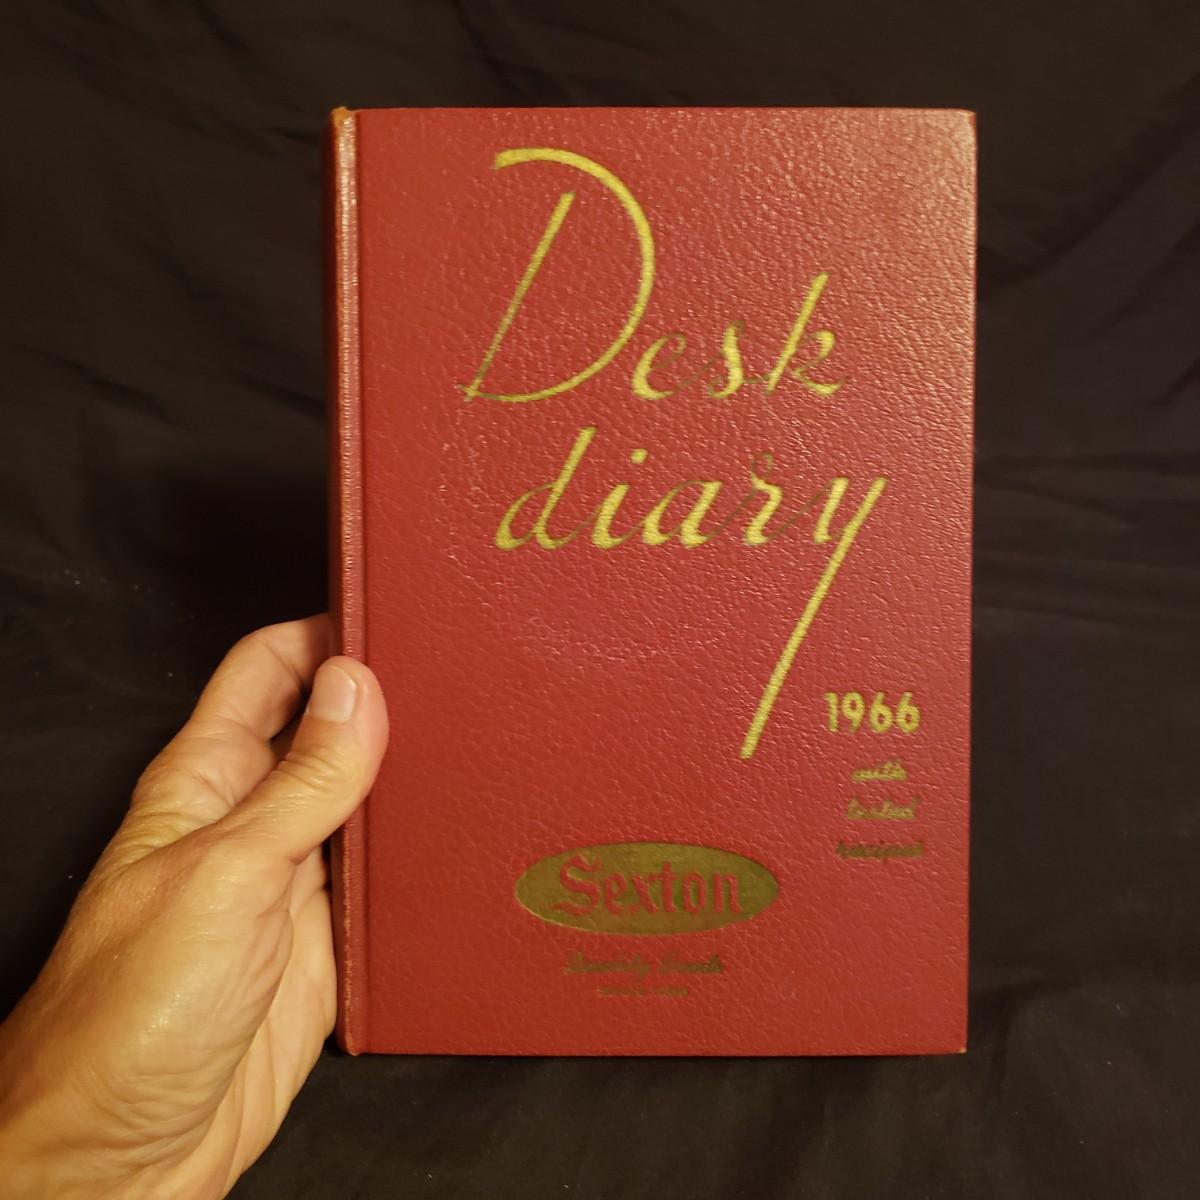 Desk
diary
1966
with
tested
recipes
Sexton
Quality Foods